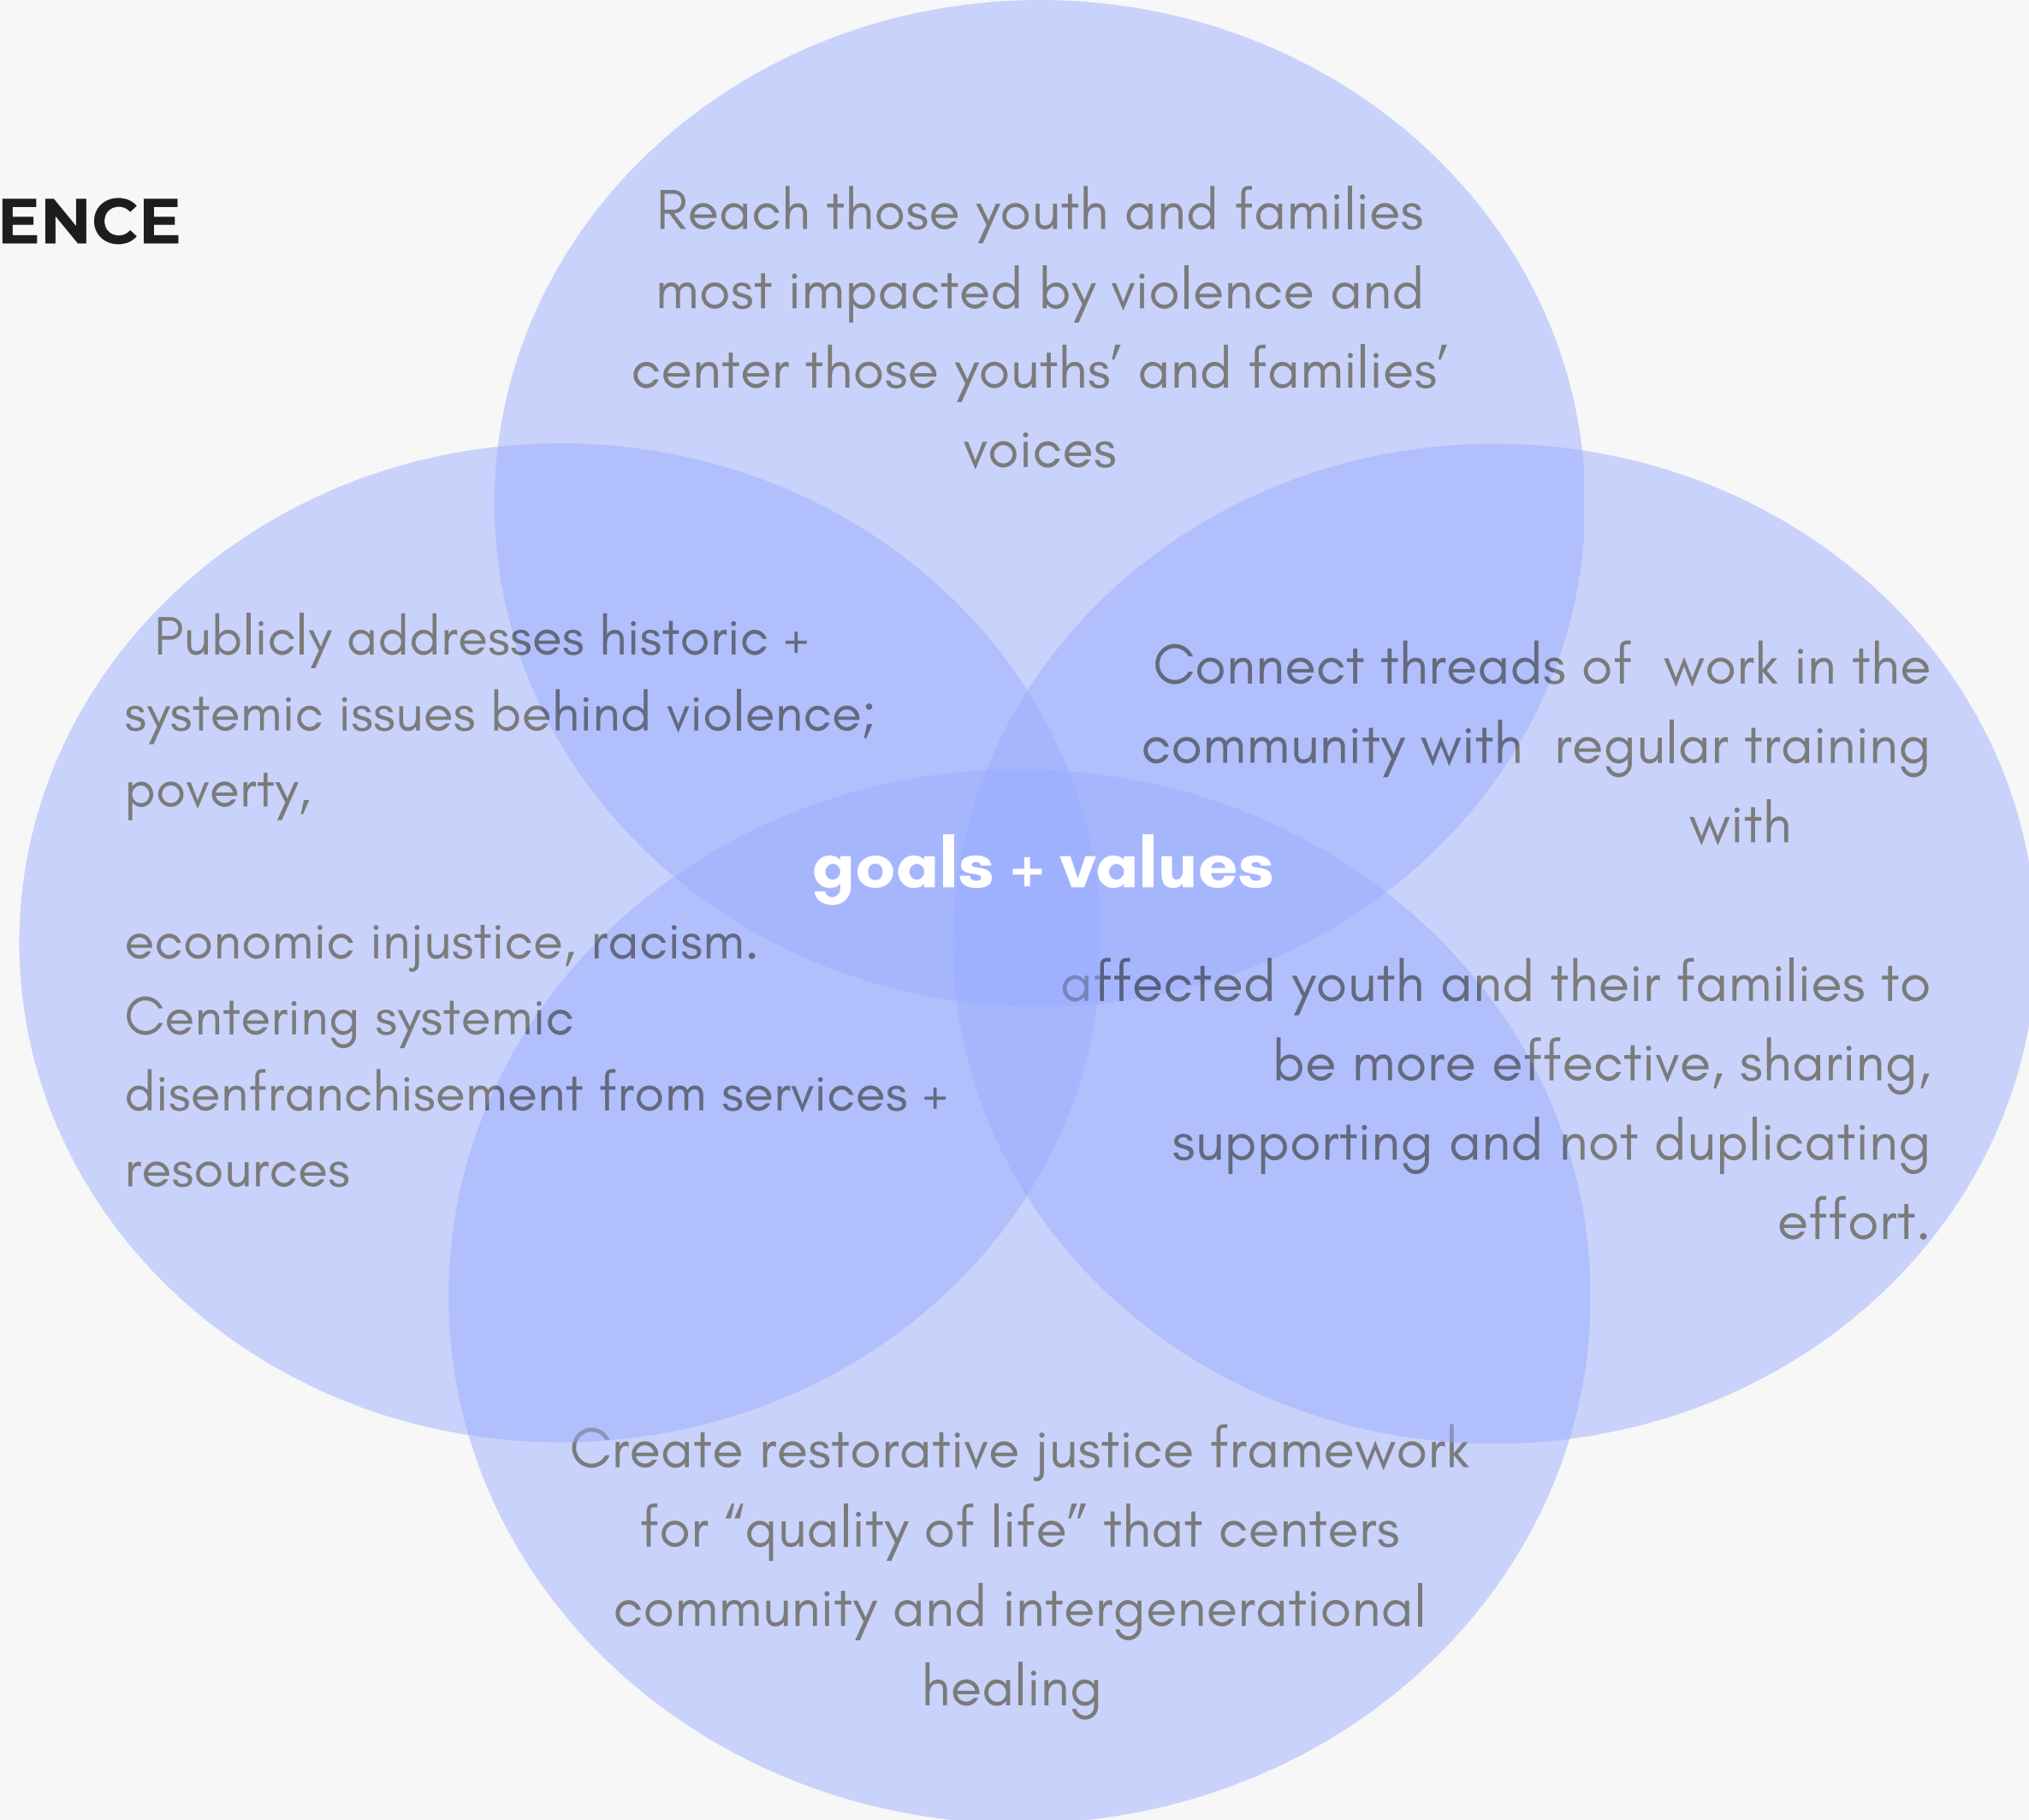 ENCE
Reach those youth and families
most impacted by violence and
center those youths’ and families’
voices
Publicly addresses historic +
systemic issues behind violence;
poverty,
economic injustice, racism.
Centering systemic
disenfranchisement from services +
resources
goals + values
Connect threads of  work in the
community with  regular training
with
affected youth and their families to
be more effective, sharing,
supporting and not duplicating
effort.
Create restorative justice framework
for “quality of life” that centers
community and intergenerational
healing